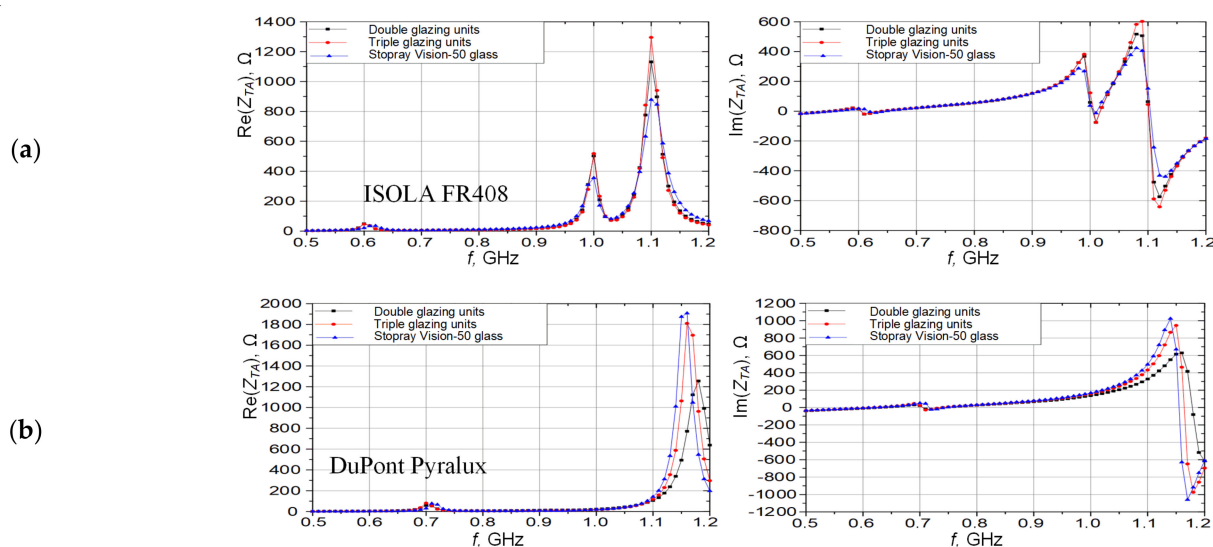 (a)
Re(Z_TA), Ω
1400
1200
1000
800
600
400
200
0
Double glazing units
Triple glazing units
Stopray Vision-50 glass
ISOLA FR408
0.5 0.6 0.7 0.8 0.9 1.0 1.1 1.2
f, GHz
Im(Z_TA), Ω
600
400
200
0
-200
-400
-600
-800
Double glazing units
Triple glazing units
Stopray Vision-50 glass
0.5 0.6 0.7 0.8 0.9 1.0 1.1 1.2
f, GHz
(b)
Re(Z_TA), Ω
2000
1800
1600
1400
1200
1000
800
600
400
200
0
Double glazing units
Triple glazing units
Stopray Vision-50 glass
DuPont Pyralux
0.5 0.6 0.7 0.8 0.9 1.0 1.1 1.2
f, GHz
Im(Z_TA), Ω
1200
1000
800
600
400
200
0
-200
-400
-600
-800
-1000
-1200
Double glazing units
Triple glazing units
Stopray Vision-50 glass
0.5 0.6 0.7 0.8 0.9 1.0 1.1 1.2
f, GHz